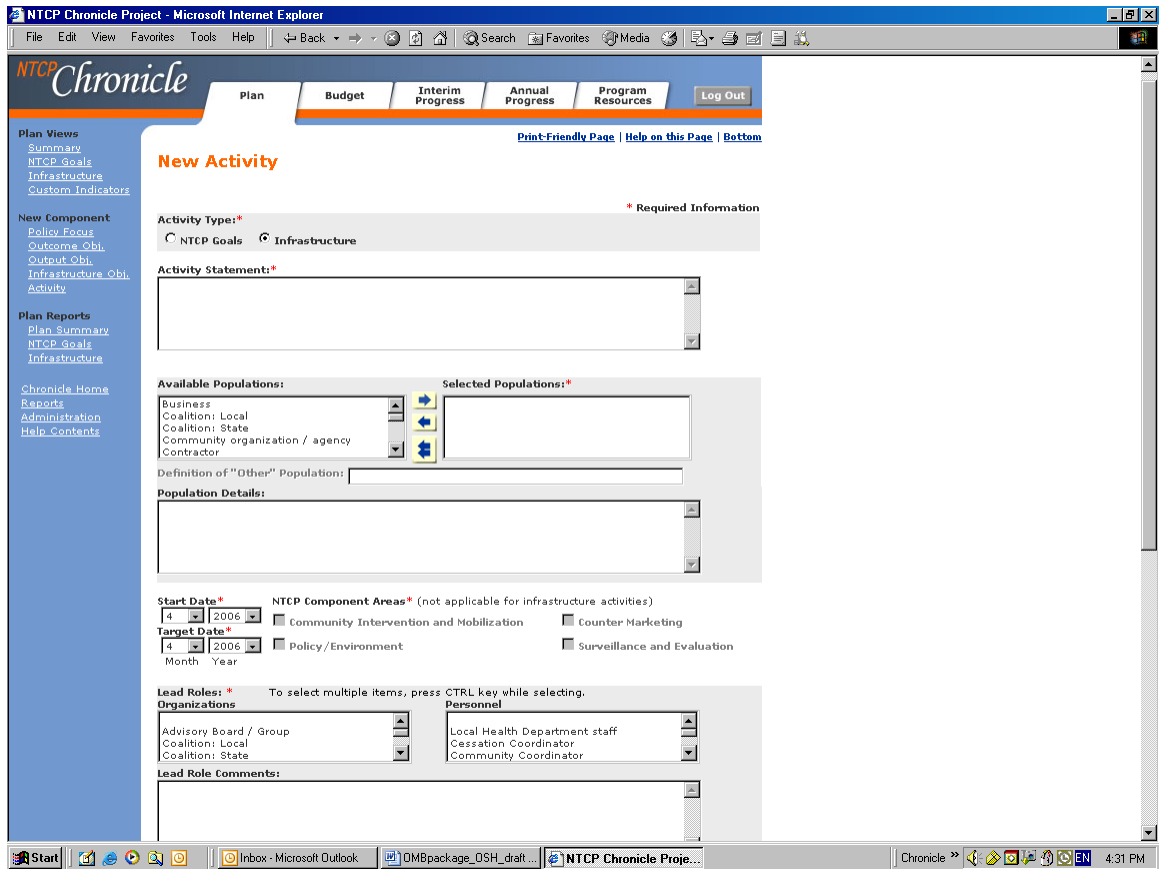 NTCP Chronicle Project - Microsoft Internet Explorer
File Edit View Favorites Tools Help Back Search Favorites Media
NTCP Chronicle
Plan Budget Interim Progress Annual Progress Program Resources Log Out
Print-Friendly Page | Help on this Page | Bottom
Plan Views
Summary
NTCP Goals
Infrastructure
Custom Indicators
New Component
Policy Focus
Outcome Obj.
Output Obj.
Infrastructure Obj.
Activity
Plan Reports
Plan Summary
NTCP Goals
Infrastructure
Chronicle Home
Reports
Administration
Help Contents
New Activity
* Required Information
Activity Type:*
NTCP Goals Infrastructure
Activity Statement:*
Available Populations: Selected Populations:*
Business
Coalition: Local
Coalition: State
Community organization / agency
Contractor
Definition of "Other" Population:
Population Details:
Start Date* NTCP Component Areas* (not applicable for infrastructure activities)
4 2006 Community Intervention and Mobilization Counter Marketing
Target Date*
4 2006 Policy/Environment Surveillance and Evaluation
Month Year
Lead Roles: * To select multiple items, press CTRL key while selecting.
Organizations Personnel
Advisory Board / Group Local Health Department staff
Coalition: Local Cessation Coordinator
Coalition: State Community Coordinator
Lead Role Comments:
Start Inbox - Microsoft Outlook OMBpackage_OSH_draft ... NTCP Chronicle Proje... Chronicle » EN 4:31 PM